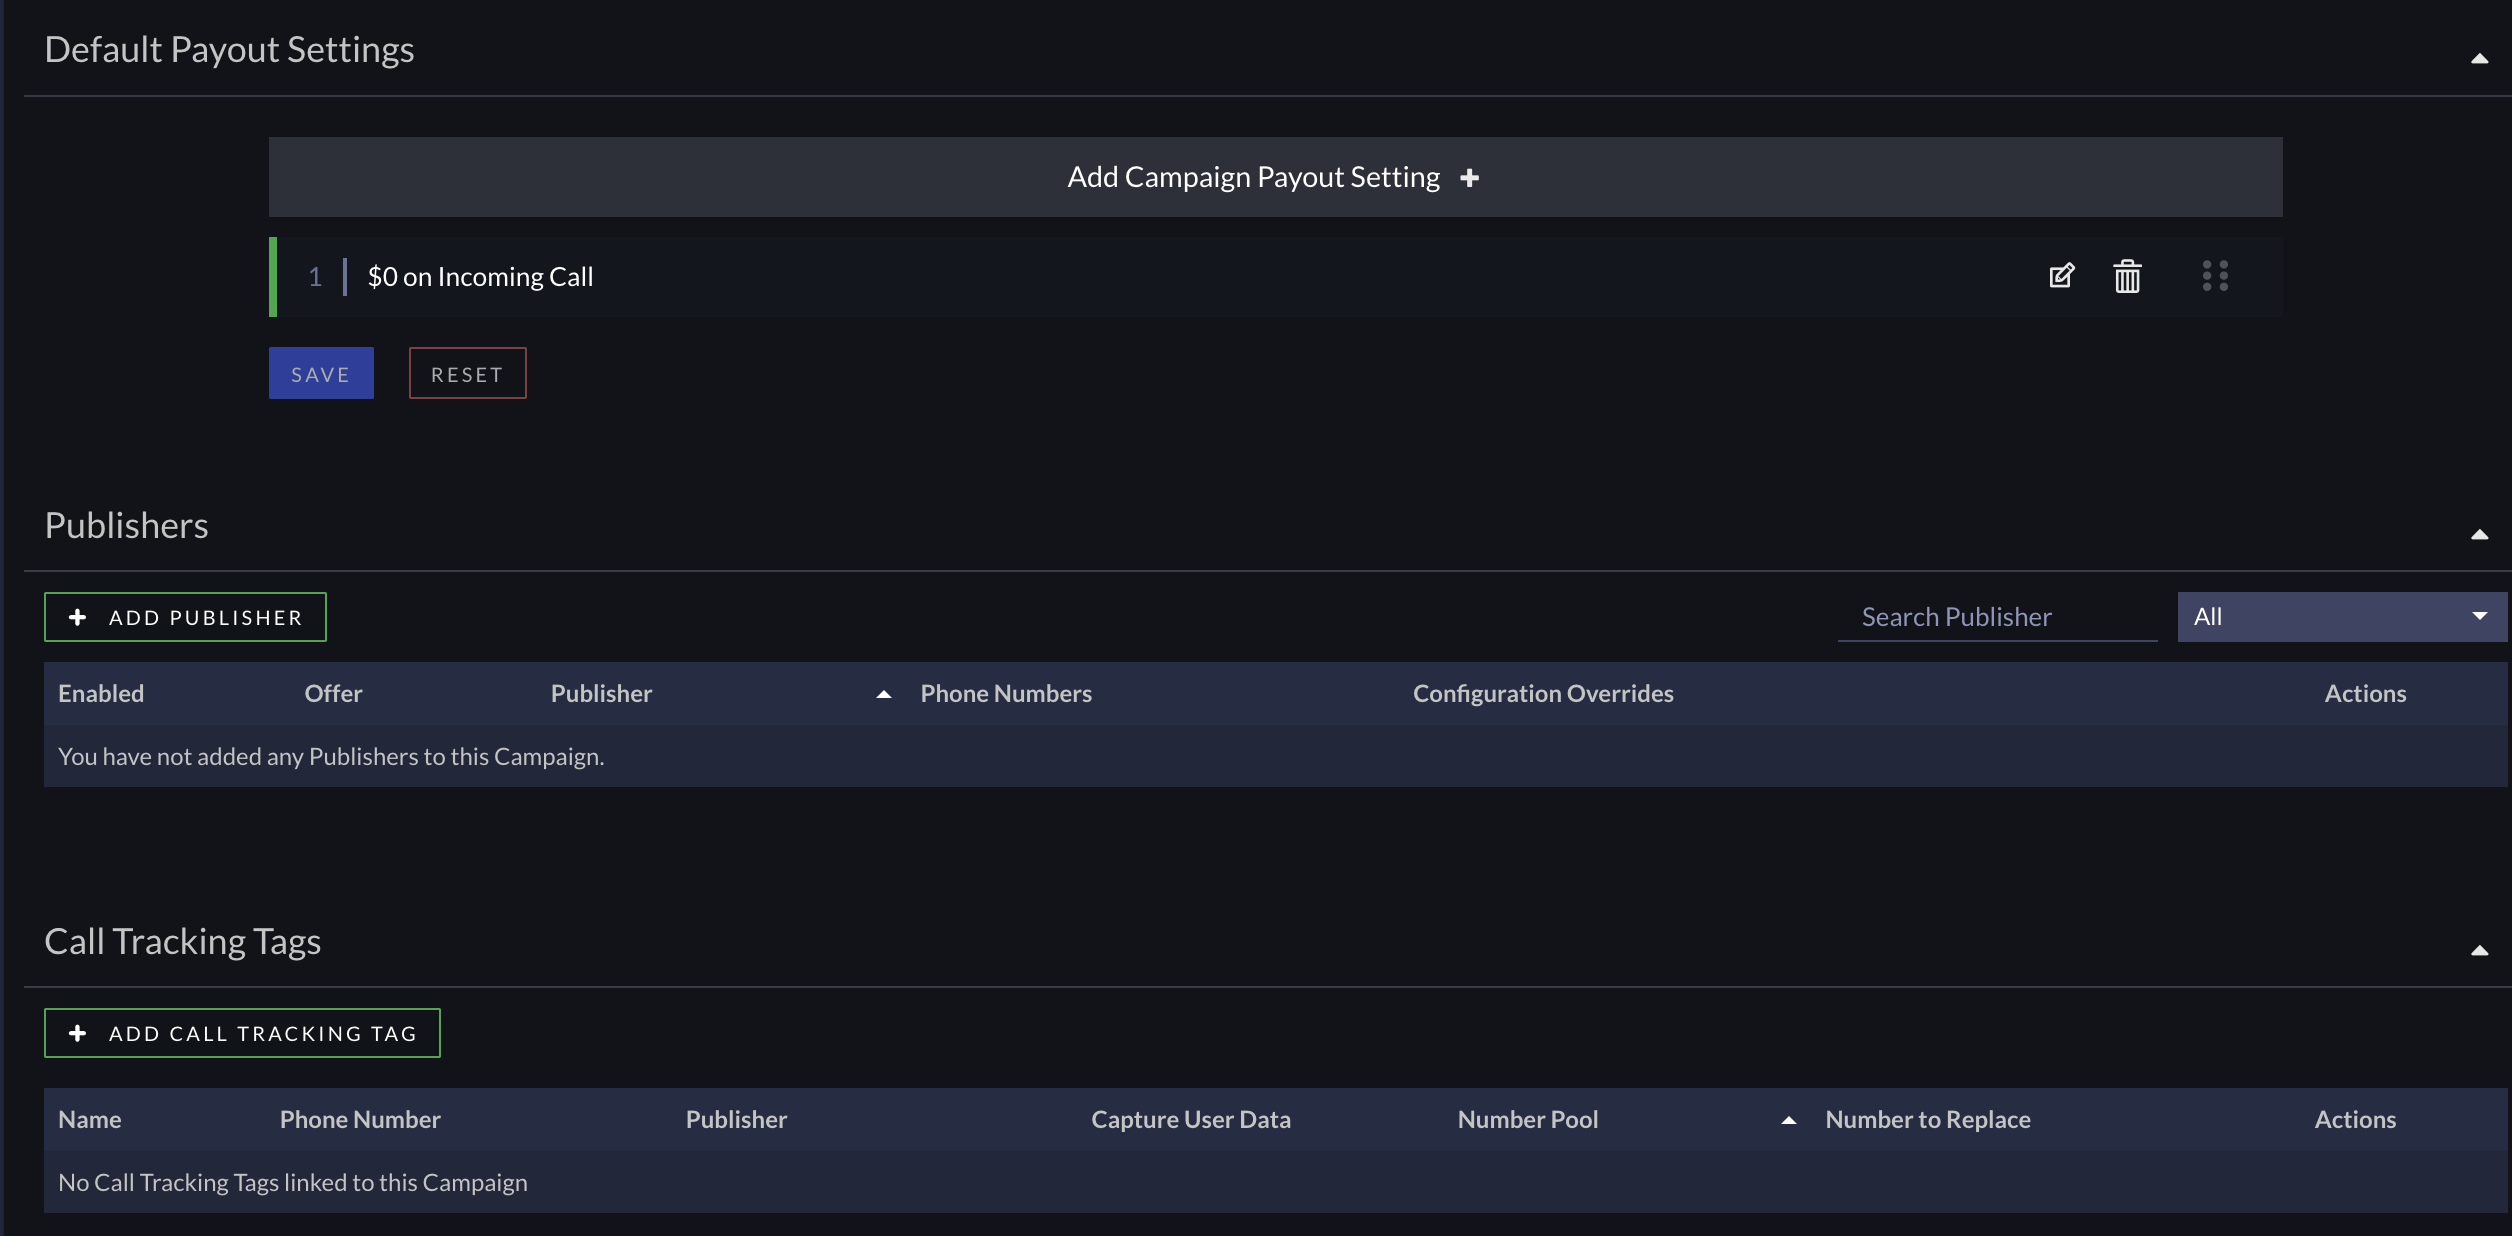 Default Payout Settings
Add Campaign Payout Setting
1 $0 on Incoming Call
SAVE RESET
Publishers
ADD PUBLISHER Search Publisher All
Enabled Offer Publisher Phone Numbers Configuration Overrides Actions
You have not added any Publishers to this Campaign.
Call Tracking Tags
ADD CALL TRACKING TAG
Name Phone Number Publisher Capture User Data Number Pool Number to Replace Actions
No Call Tracking Tags linked to this Campaign